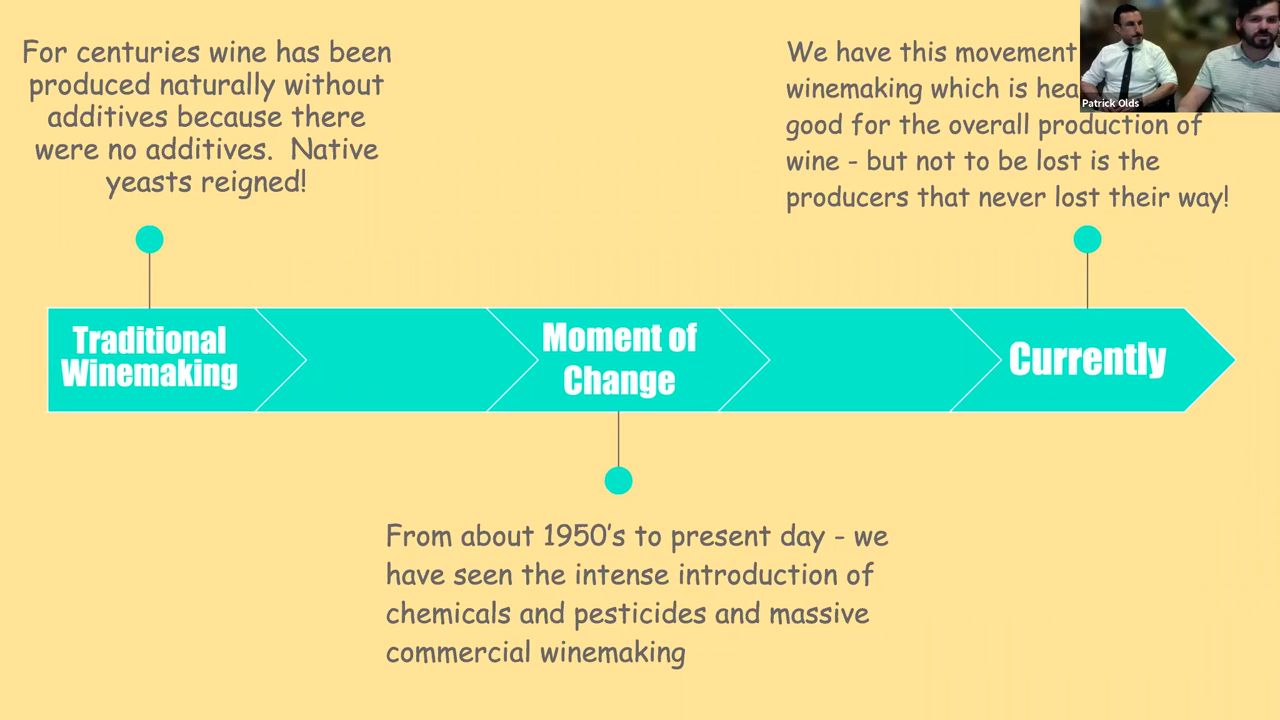 For centuries wine has been
produced naturally without
additives because there
were no additives.  Native
yeasts reigned!
We have this movement
winemaking which is
good for the overall production of
wine - but not to be lost is the
producers that never lost their way!
Patrick Olds
Traditional
Winemaking
Moment of
Change
Currently
From about 1950's to present day - we
have seen the intense introduction of
chemicals and pesticides and massive
commercial winemaking